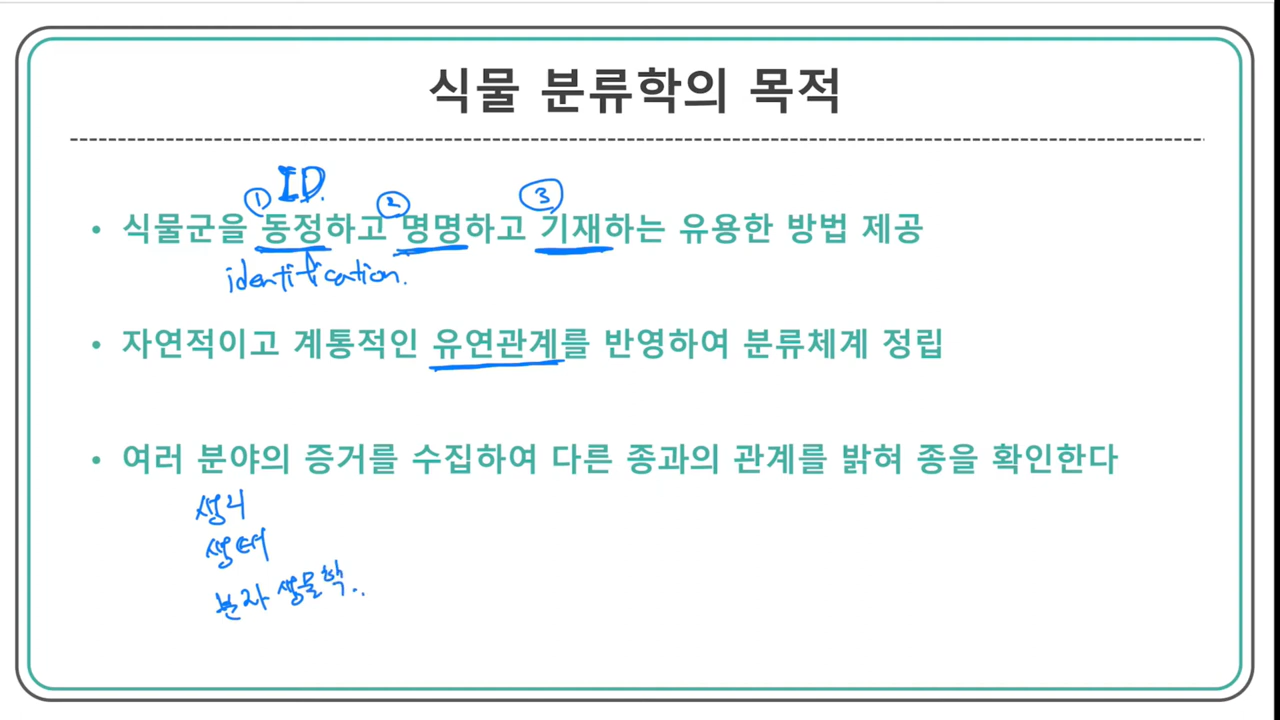 식물 분류학의 목적
ID.
① ② ③
• 식물군을 동정하고 명명하고 기재하는 유용한 방법 제공
identification.
• 자연적이고 계통적인 유연관계를 반영하여 분류체계 정립
• 여러 분야의 증거를 수집하여 다른 종과의 관계를 밝혀 종을 확인한다
생리
생태
분자 생물학..